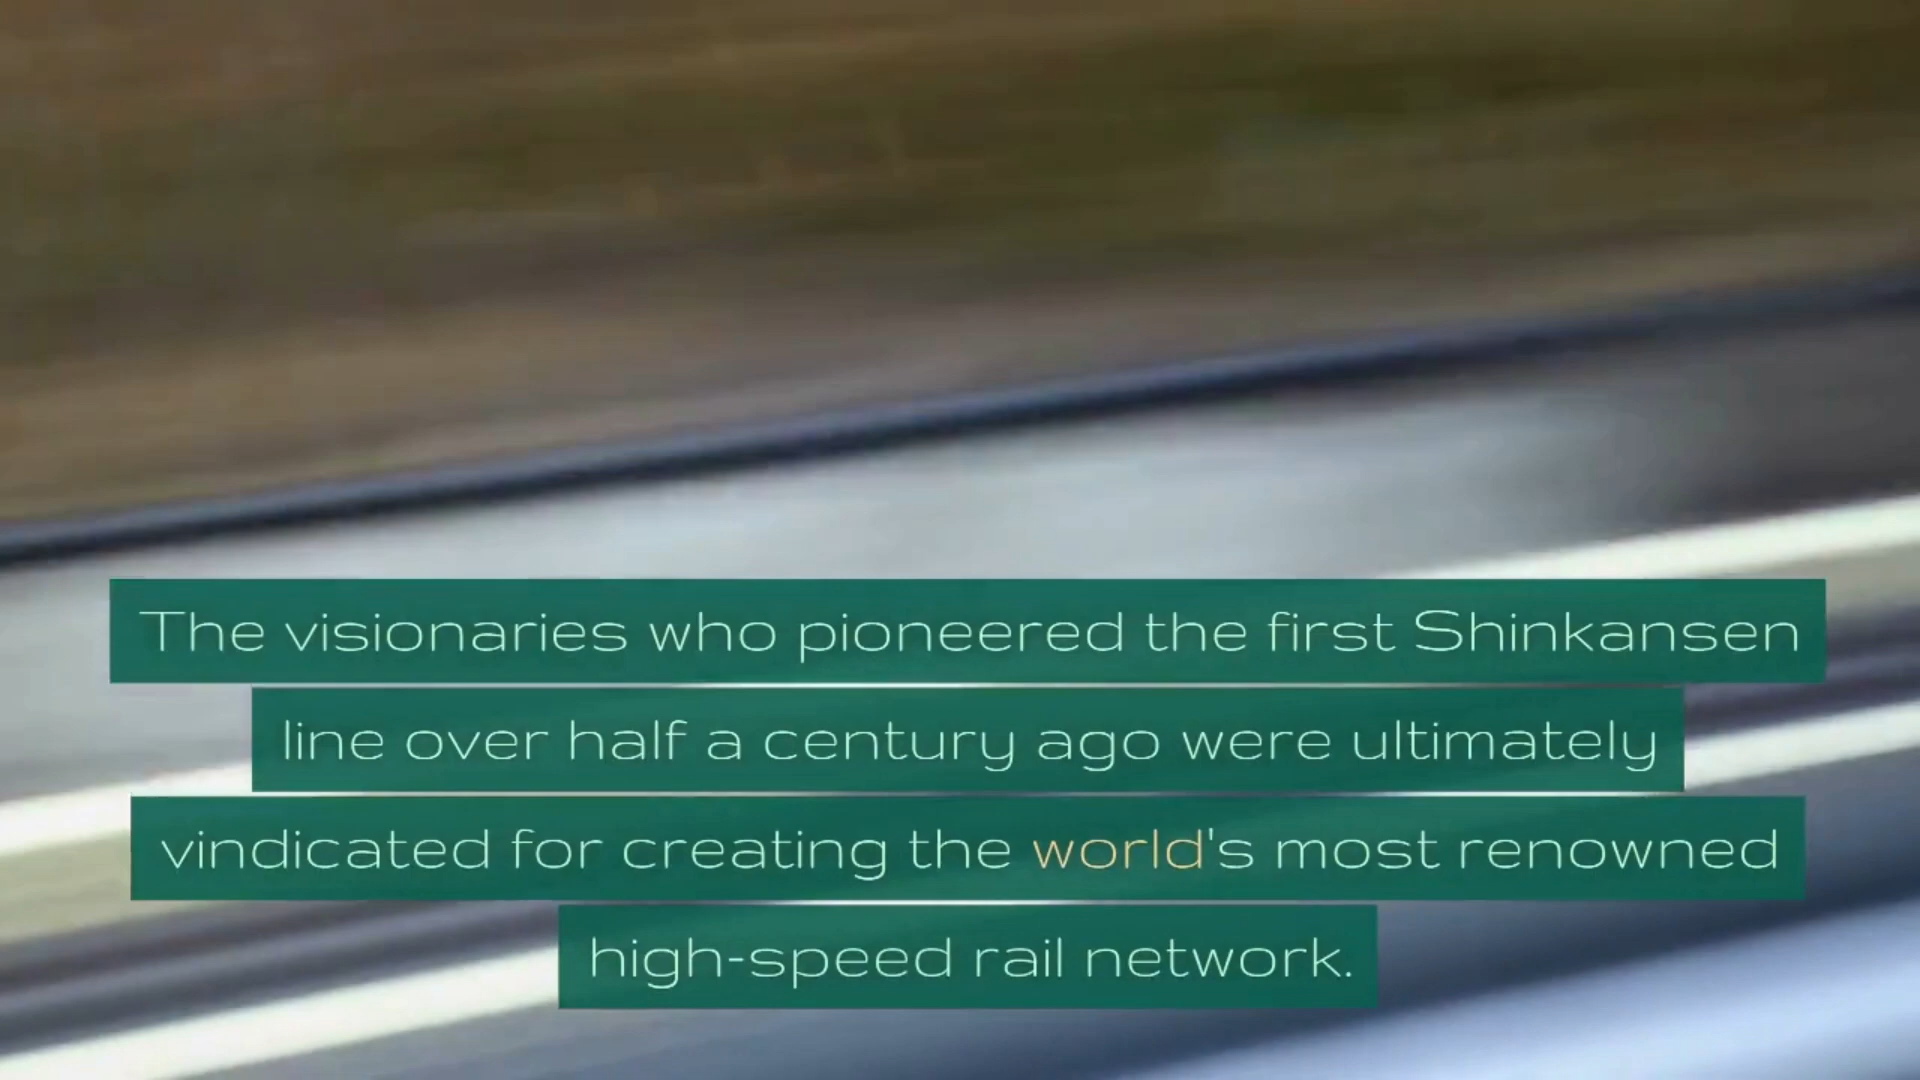 The visionaries who pioneered the first Shinkansen
line over half a century ago were ultimately
vindicated for creating the world's most renowned
high-speed rail network.